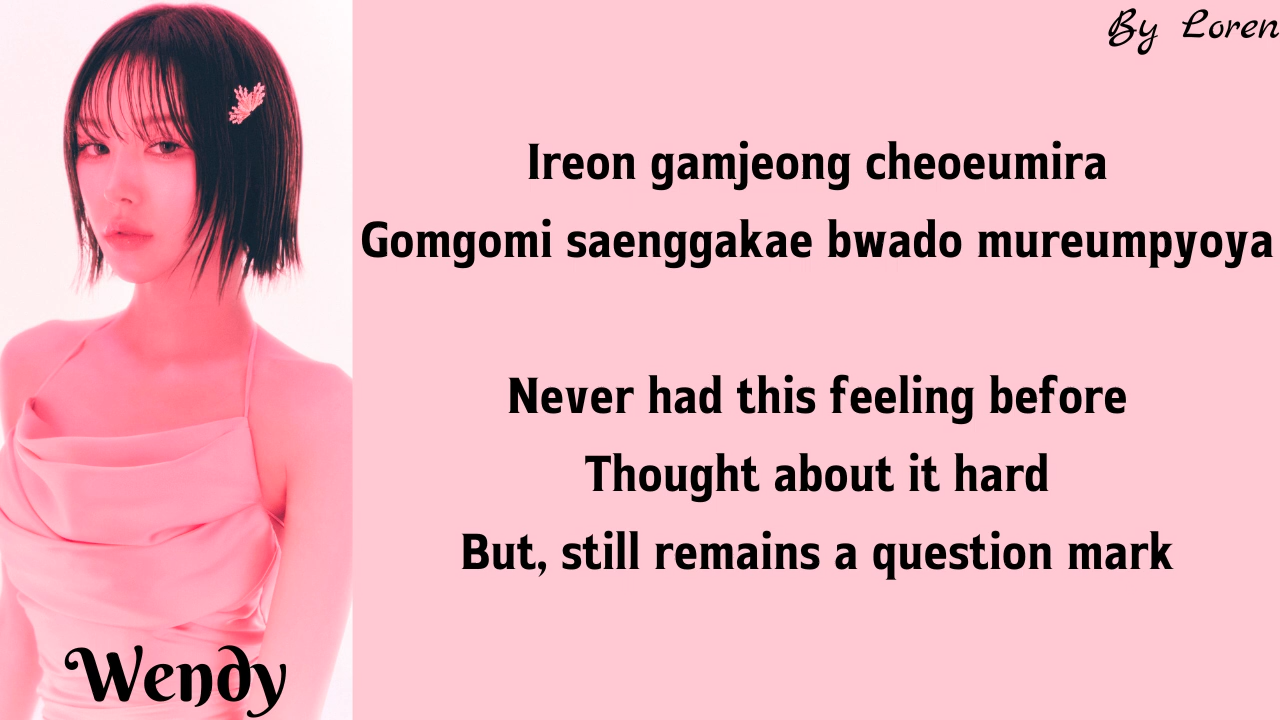 By Loren
Ireon gamjeong cheoeumira
Gomgomi saenggakae bwado mureumpyoya
Never had this feeling before
Thought about it hard
But, still remains a question mark
Wendy